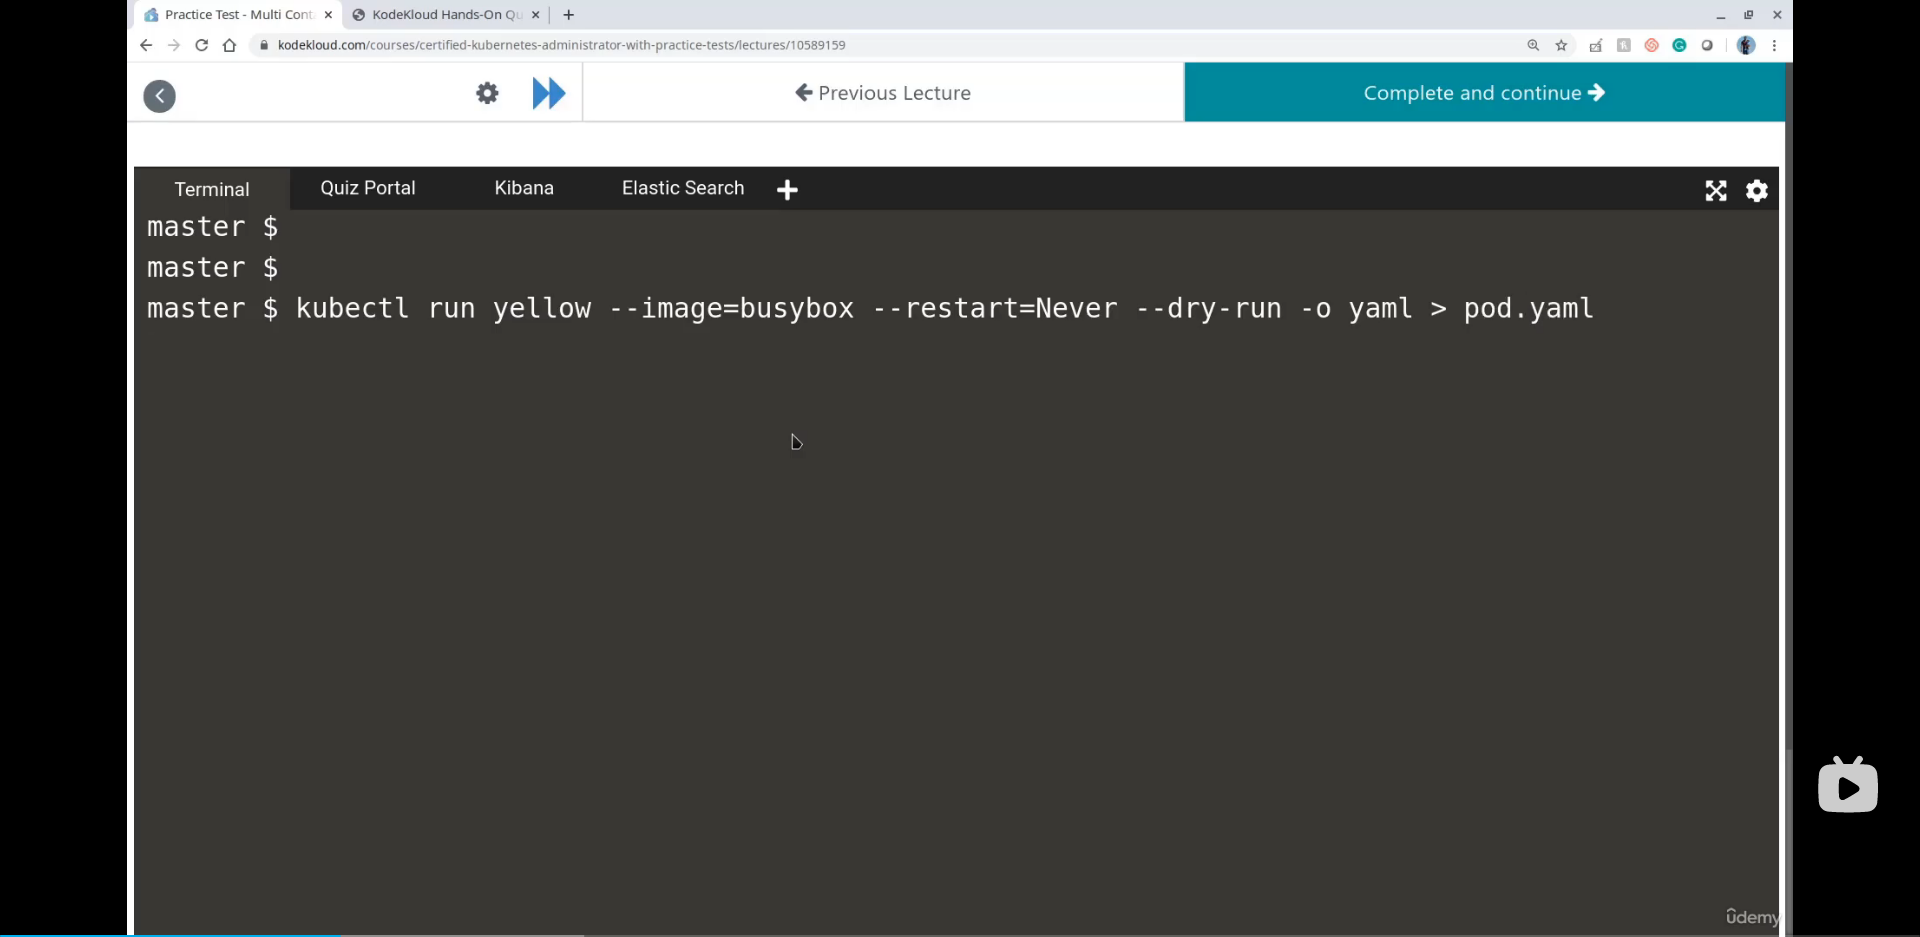 Practice Test - Multi Cont
KodeKloud Hands-On Qu
kodekloud.com/courses/certified-kubernetes-administrator-with-practice-tests/lectures/10589159
Previous Lecture
Complete and continue
Terminal
Quiz Portal
Kibana
Elastic Search
master $
master $
master $ kubectl run yellow --image=busybox --restart=Never --dry-run -o yaml > pod.yaml
ûdemy